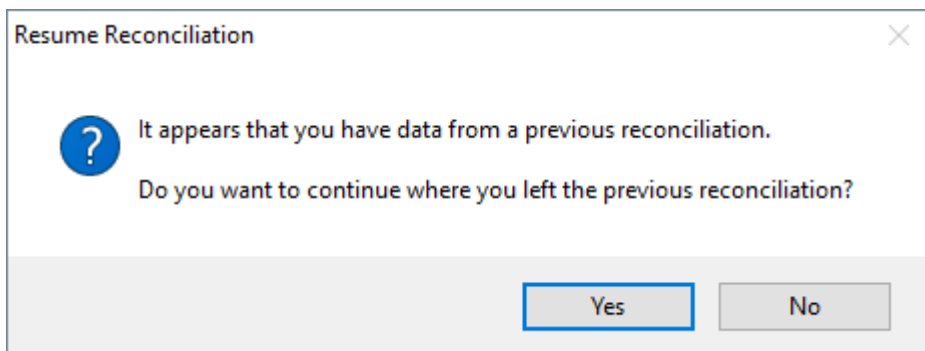 Resume Reconciliation
It appears that you have data from a previous reconciliation.
Do you want to continue where you left the previous reconciliation?
Yes No